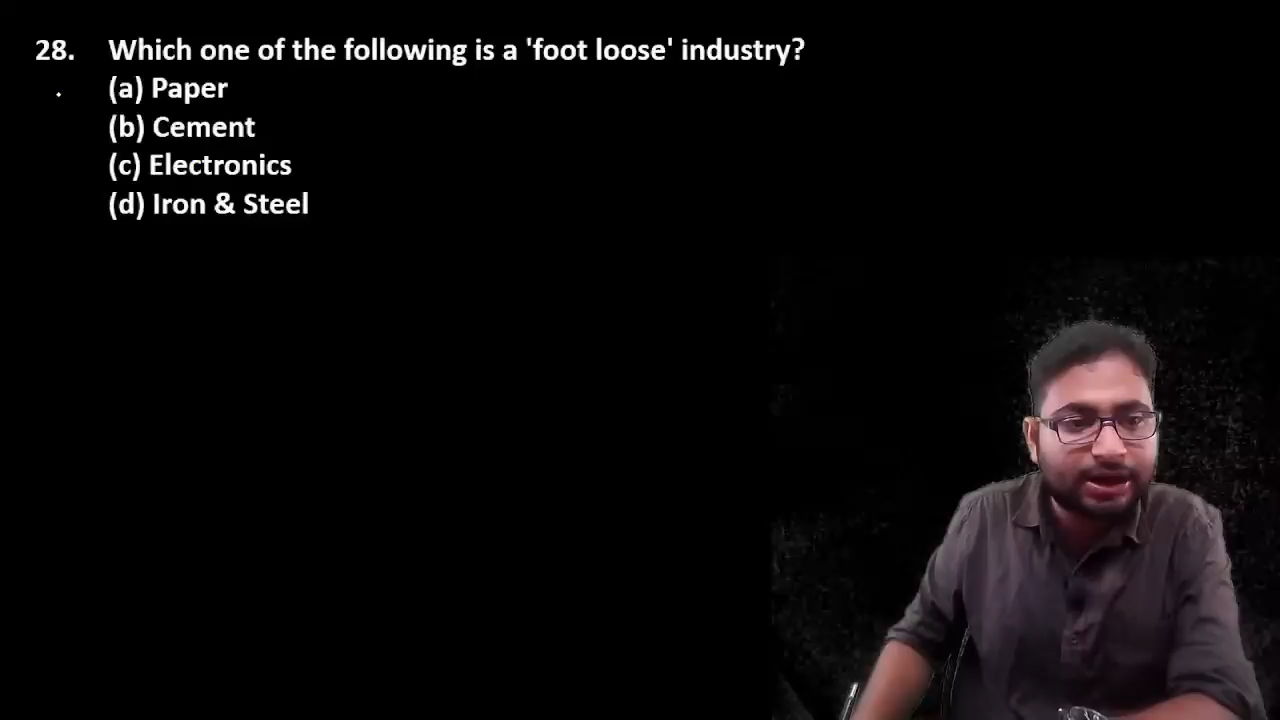 28. Which one of the following is a 'foot loose' industry?
(a) Paper
(b) Cement
(c) Electronics
(d) Iron & Steel